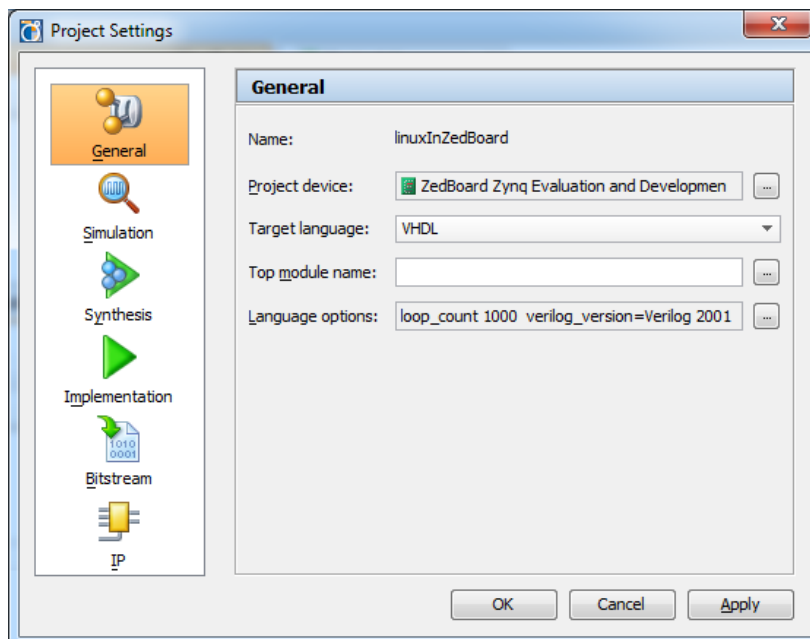 Project Settings
General
Simulation
Synthesis
Implementation
1010
0001
Bitstream
IP
General
Name: linuxInZedBoard
Project device: ZedBoard Zynq Evaluation and Developmen ...
Target language: VHDL
Top module name: ...
Language options: loop_count 1000 verilog_version=Verilog 2001 ...
OK Cancel Apply